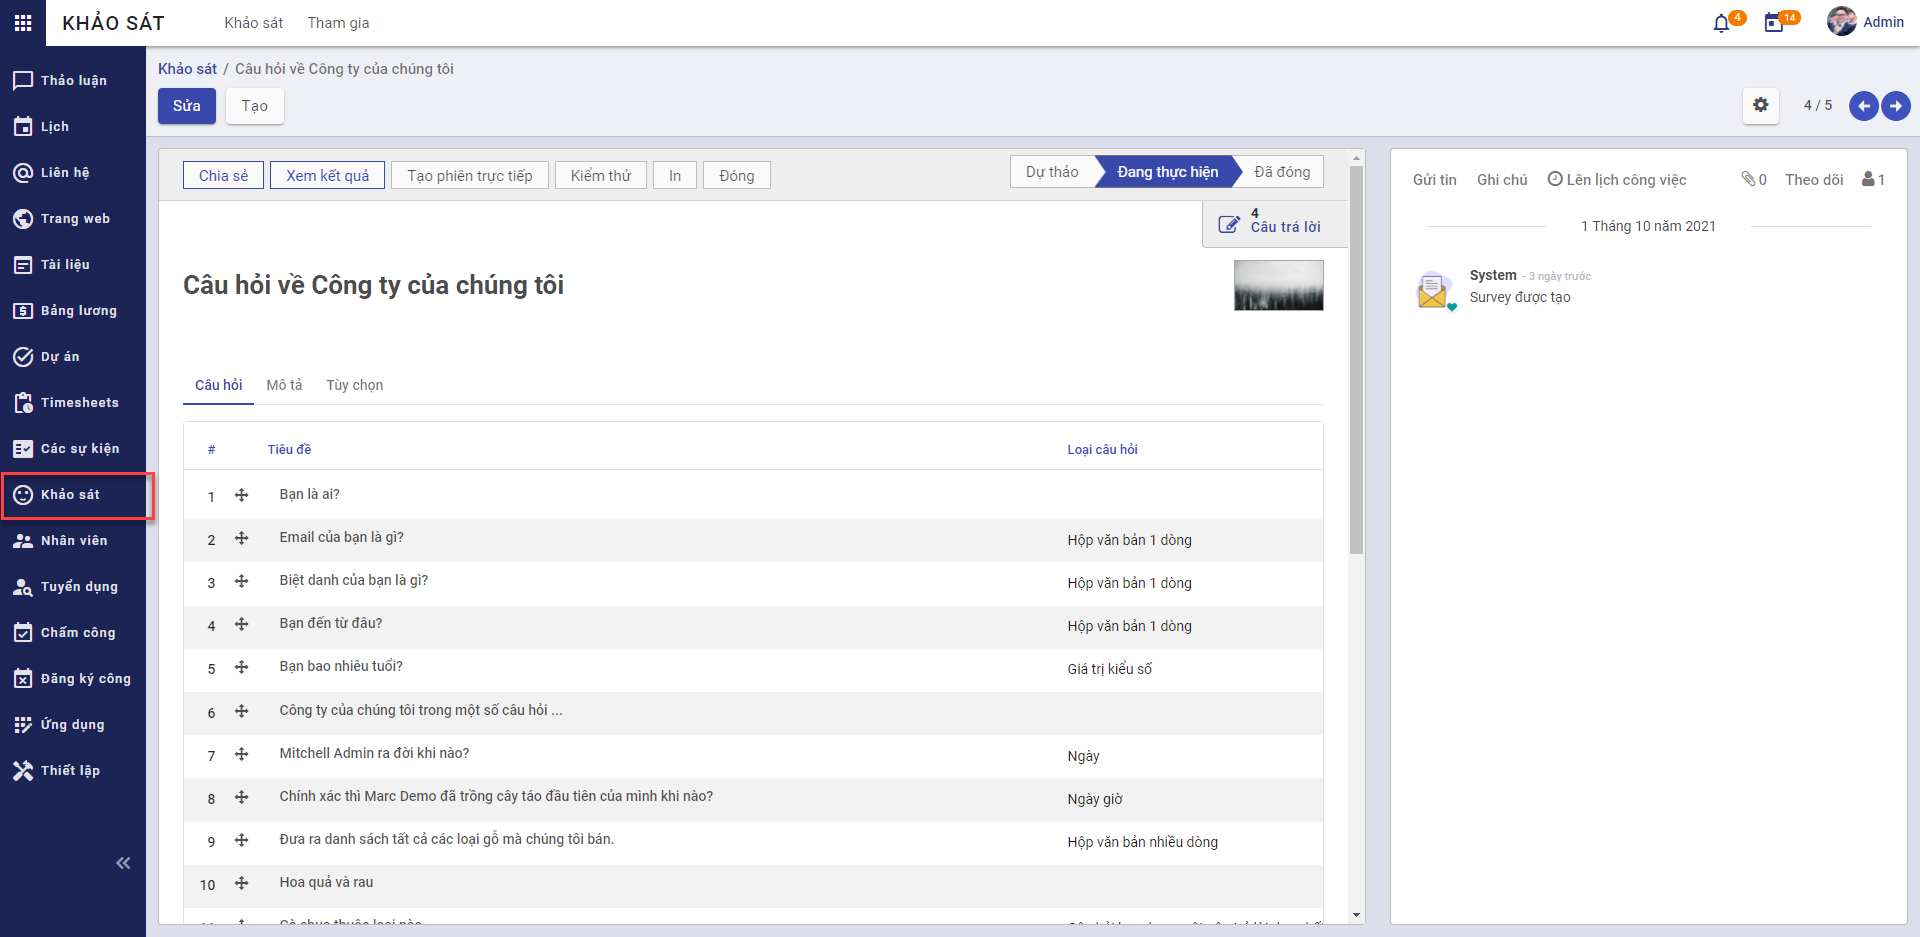 KHẢO SÁT
Khảo sát
Tham gia
4
14
Admin
Thảo luận
Lịch
Liên hệ
Trang web
Tài liệu
Bảng lương
Dự án
Timesheets
Các sự kiện
Khảo sát
Nhân viên
Tuyển dụng
Chấm công
Đăng ký công
Ứng dụng
Thiết lập
Khảo sát / Câu hỏi về Công ty của chúng tôi
Sửa
Tạo
4 / 5
Chia sẻ
Xem kết quả
Tạo phiên trực tiếp
Kiểm thử
In
Đóng
Dự thảo
Đang thực hiện
Đã đóng
4
Câu trả lời
Câu hỏi về Công ty của chúng tôi
Câu hỏi
Mô tả
Tùy chọn
# Tiêu đề Loại câu hỏi
1 Bạn là ai?
2 Email của bạn là gì? Hộp văn bản 1 dòng
3 Biệt danh của bạn là gì? Hộp văn bản 1 dòng
4 Bạn đến từ đâu? Hộp văn bản 1 dòng
5 Bạn bao nhiêu tuổi? Giá trị kiểu số
6 Công ty của chúng tôi trong một số câu hỏi ...
7 Mitchell Admin ra đời khi nào? Ngày
8 Chính xác thì Marc Demo đã trồng cây táo đầu tiên của mình khi nào? Ngày giờ
9 Đưa ra danh sách tất cả các loại gỗ mà chúng tôi bán. Hộp văn bản nhiều dòng
10 Hoa quả và rau
Gửi tin
Ghi chú
Lên lịch công việc
0
Theo dõi
1
1 Tháng 10 năm 2021
System - 3 ngày trước
Survey được tạo